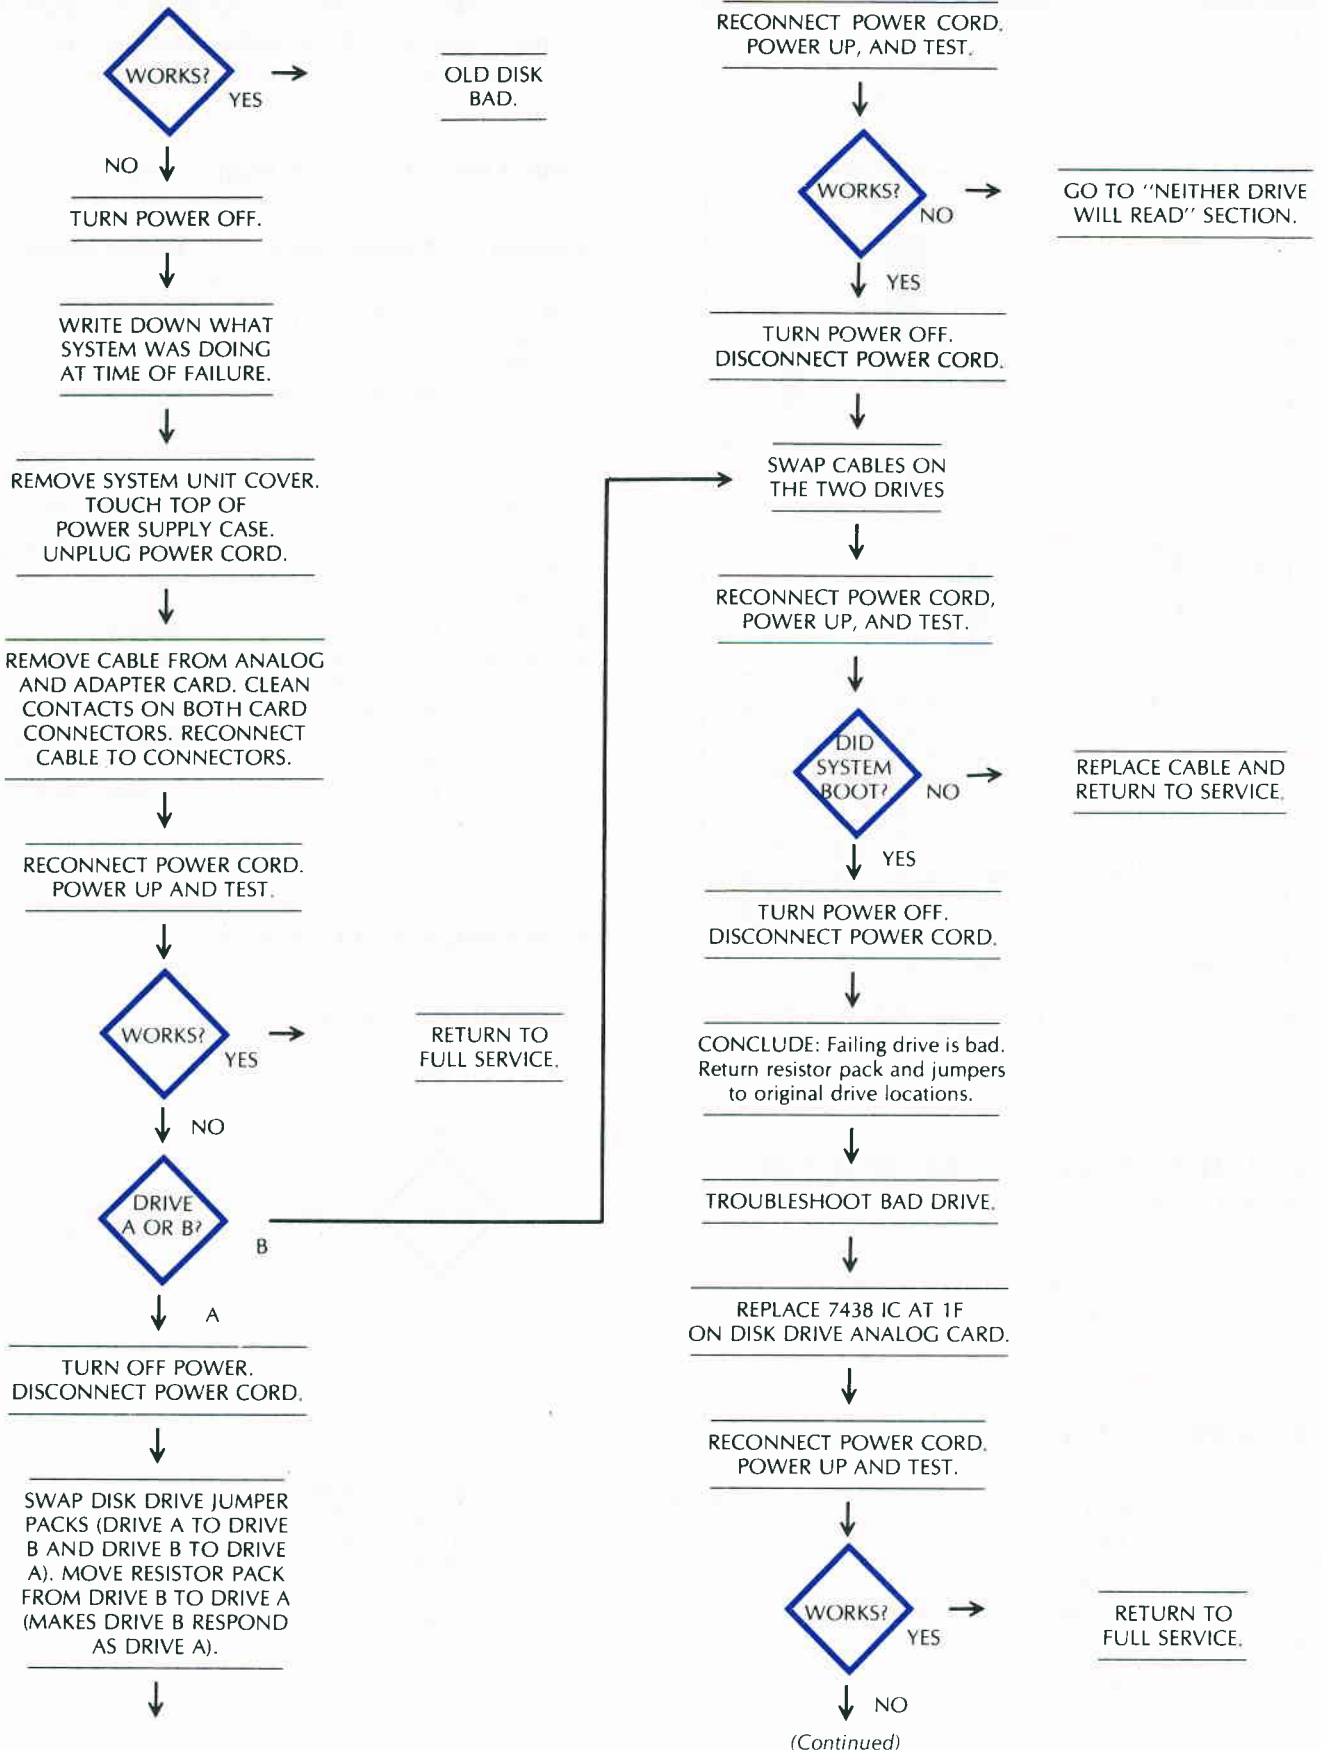 WORKS?
YES
OLD DISK
BAD.
NO
TURN POWER OFF.
WRITE DOWN WHAT
SYSTEM WAS DOING
AT TIME OF FAILURE.
REMOVE SYSTEM UNIT COVER.
TOUCH TOP OF
POWER SUPPLY CASE.
UNPLUG POWER CORD.
REMOVE CABLE FROM ANALOG
AND ADAPTER CARD. CLEAN
CONTACTS ON BOTH CARD
CONNECTORS. RECONNECT
CABLE TO CONNECTORS.
RECONNECT POWER CORD.
POWER UP AND TEST.
WORKS?
YES
RETURN TO
FULL SERVICE.
NO
DRIVE
A OR B?
B
A
TURN OFF POWER.
DISCONNECT POWER CORD.
SWAP DISK DRIVE JUMPER
PACKS (DRIVE A TO DRIVE
B AND DRIVE B TO DRIVE
A). MOVE RESISTOR PACK
FROM DRIVE B TO DRIVE A
(MAKES DRIVE B RESPOND
AS DRIVE A).
RECONNECT POWER CORD.
POWER UP, AND TEST.
WORKS?
NO
GO TO "NEITHER DRIVE
WILL READ" SECTION.
YES
TURN POWER OFF.
DISCONNECT POWER CORD.
SWAP CABLES ON
THE TWO DRIVES
RECONNECT POWER CORD,
POWER UP, AND TEST.
DID
SYSTEM
BOOT?
NO
REPLACE CABLE AND
RETURN TO SERVICE.
YES
TURN POWER OFF.
DISCONNECT POWER CORD.
CONCLUDE: Failing drive is bad.
Return resistor pack and jumpers
to original drive locations.
TROUBLESHOOT BAD DRIVE.
REPLACE 7438 IC AT 1F
ON DISK DRIVE ANALOG CARD.
RECONNECT POWER CORD.
POWER UP AND TEST.
WORKS?
YES
RETURN TO
FULL SERVICE.
NO
(Continued)